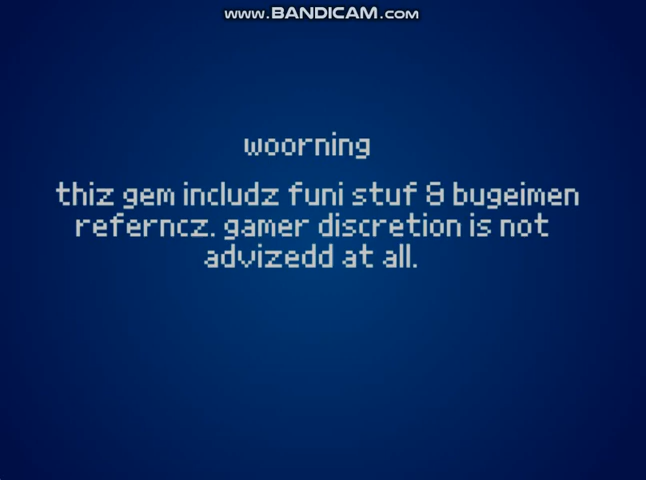 www.BANDICAM.com
woorning
thiz gem includz funi stuf & bugeimen
referncz. gamer discretion is not
advizedd at all.